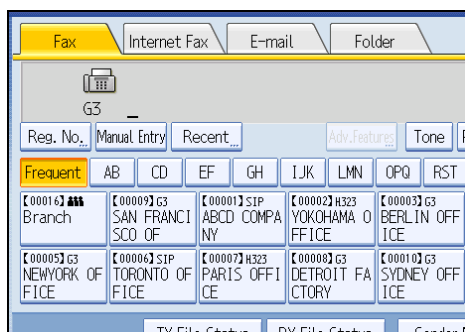 Fax Internet Fax E-mail Folder
G3 _
Reg. No. Manual Entry Recent Adv.Features Tone
Frequent AB CD EF GH IJK LMN OPQ RST
【00016】 【00009】G3 【00001】SIP 【00002】H323 【00003】G3
Branch SAN FRANCI ABCD COMPA YOKOHAMA O BERLIN OFF
SCO OF NY FFICE ICE
【00005】G3 【00006】SIP 【00007】H323 【00008】G3 【00010】G3
NEWYORK OF TORONTO OF PARIS OFFI DETROIT FA SYDNEY OFF
FICE FICE CE CTORY ICE
TX File Status RX File Status